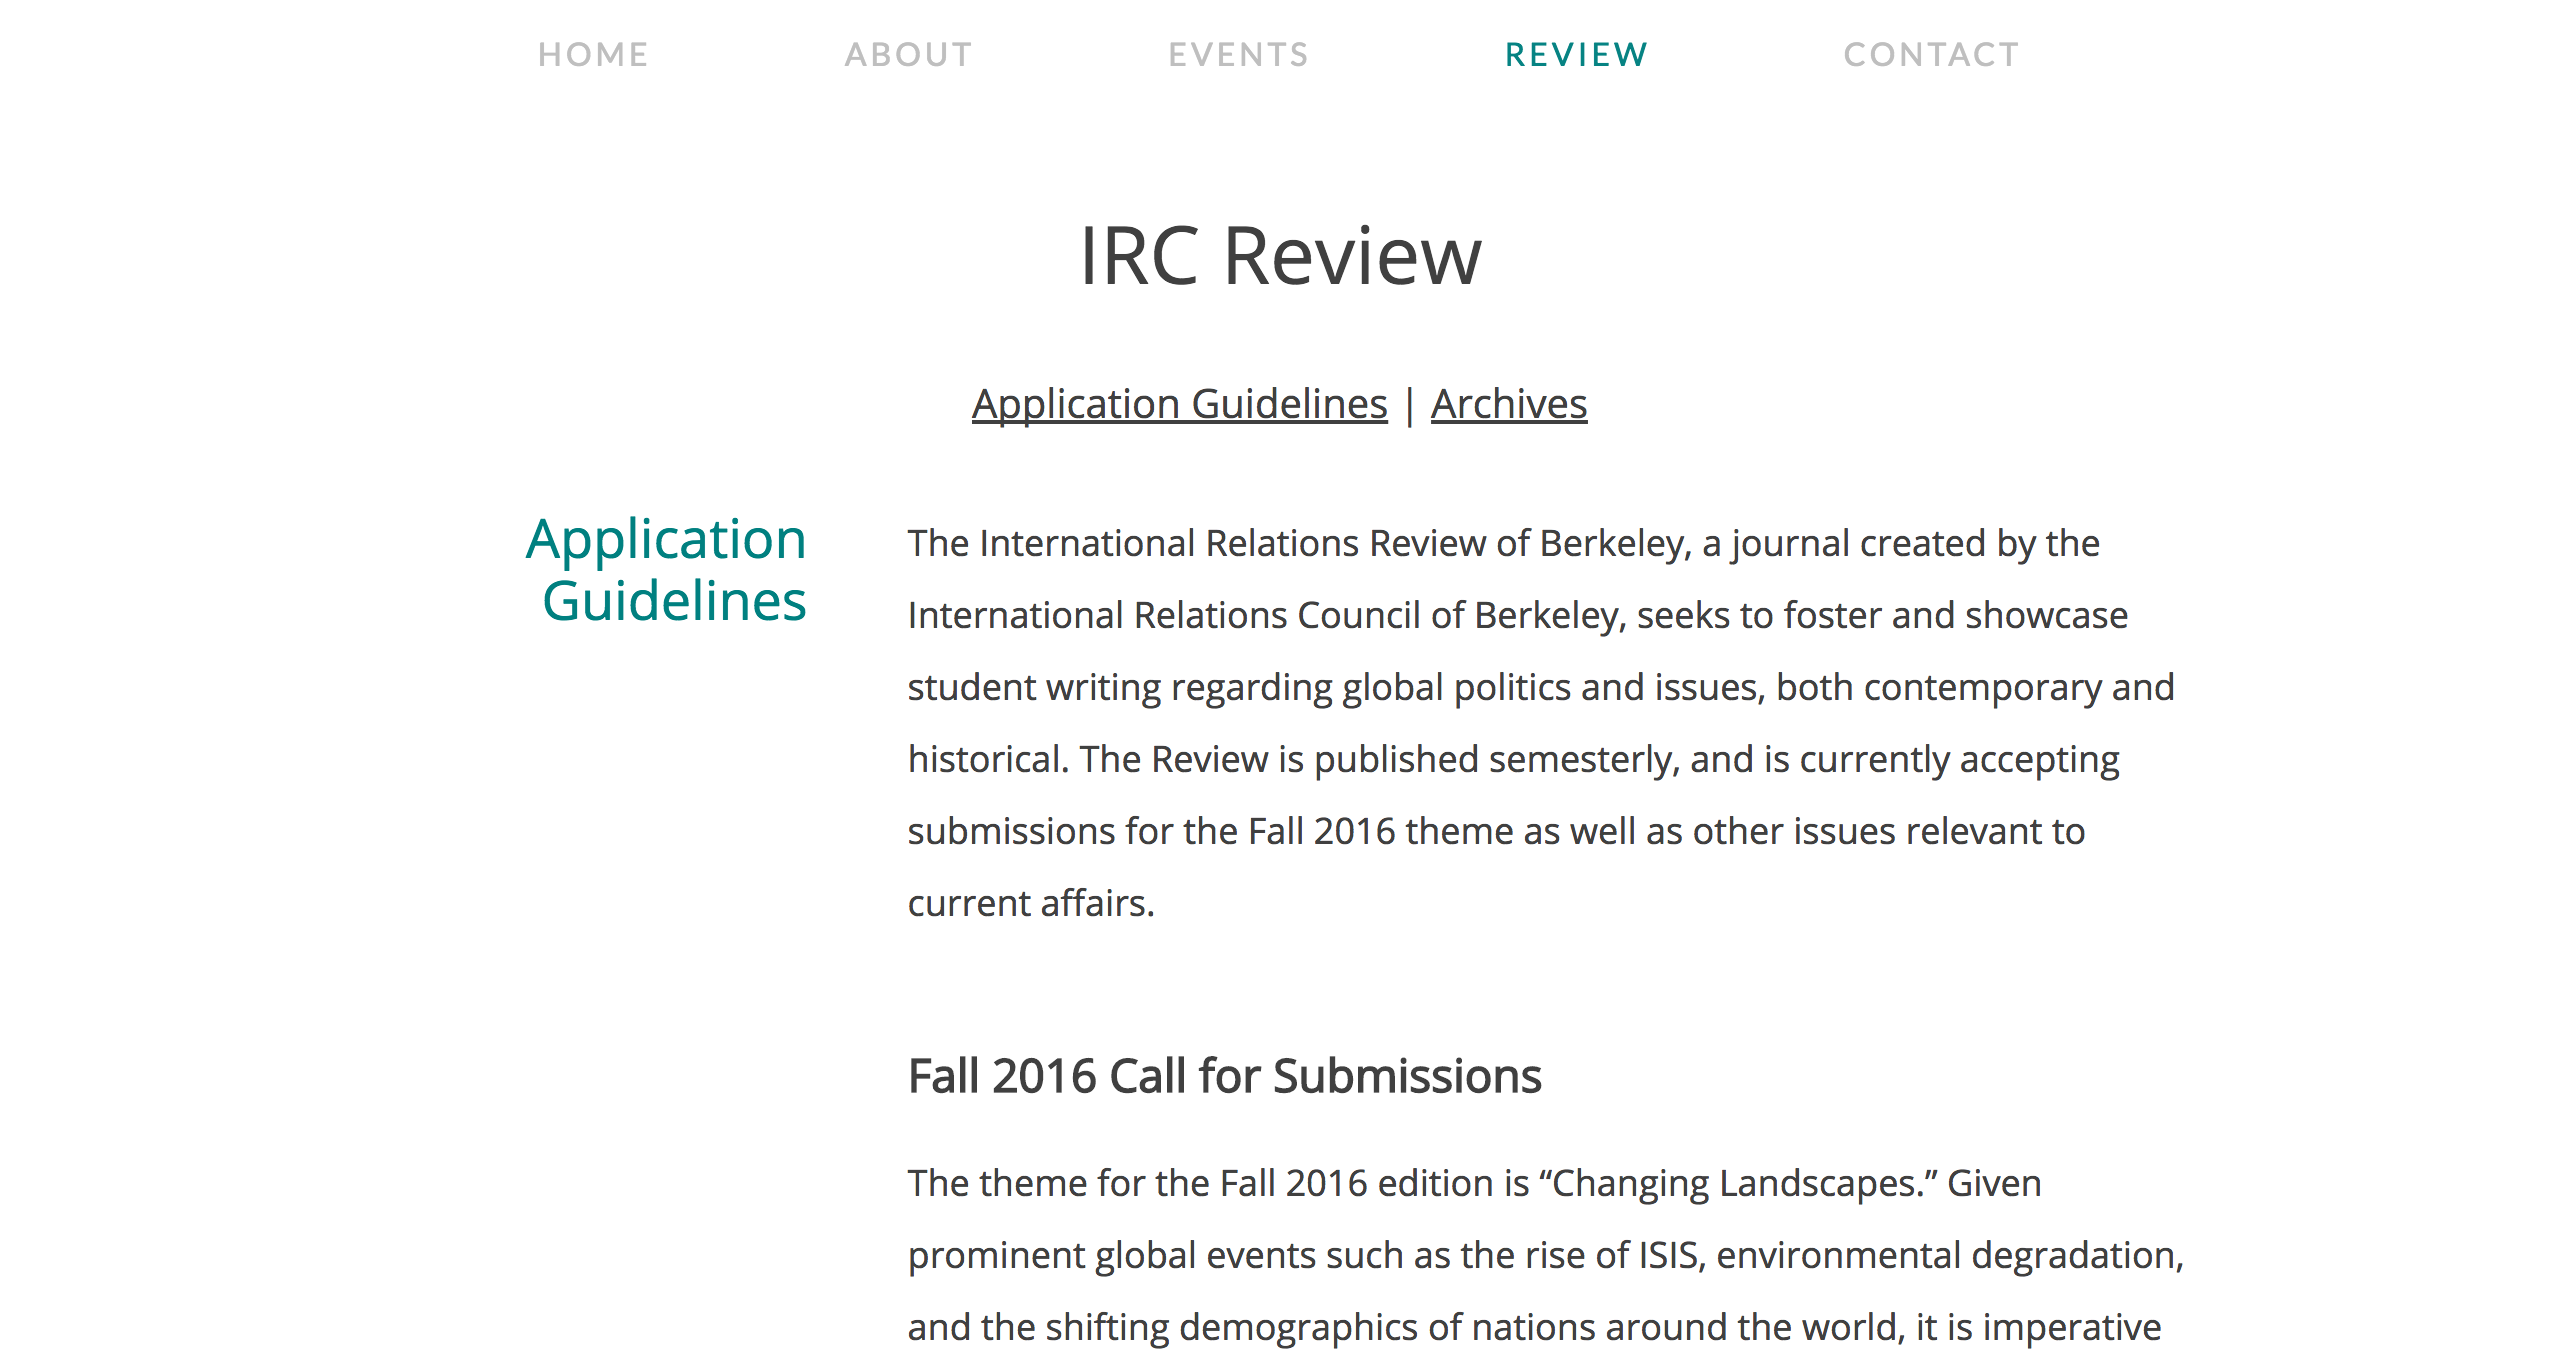 HOME ABOUT EVENTS REVIEW CONTACT
IRC Review
Application Guidelines | Archives
Application
Guidelines
The International Relations Review of Berkeley, a journal created by the
International Relations Council of Berkeley, seeks to foster and showcase
student writing regarding global politics and issues, both contemporary and
historical. The Review is published semesterly, and is currently accepting
submissions for the Fall 2016 theme as well as other issues relevant to
current affairs.
Fall 2016 Call for Submissions
The theme for the Fall 2016 edition is “Changing Landscapes.” Given
prominent global events such as the rise of ISIS, environmental degradation,
and the shifting demographics of nations around the world, it is imperative